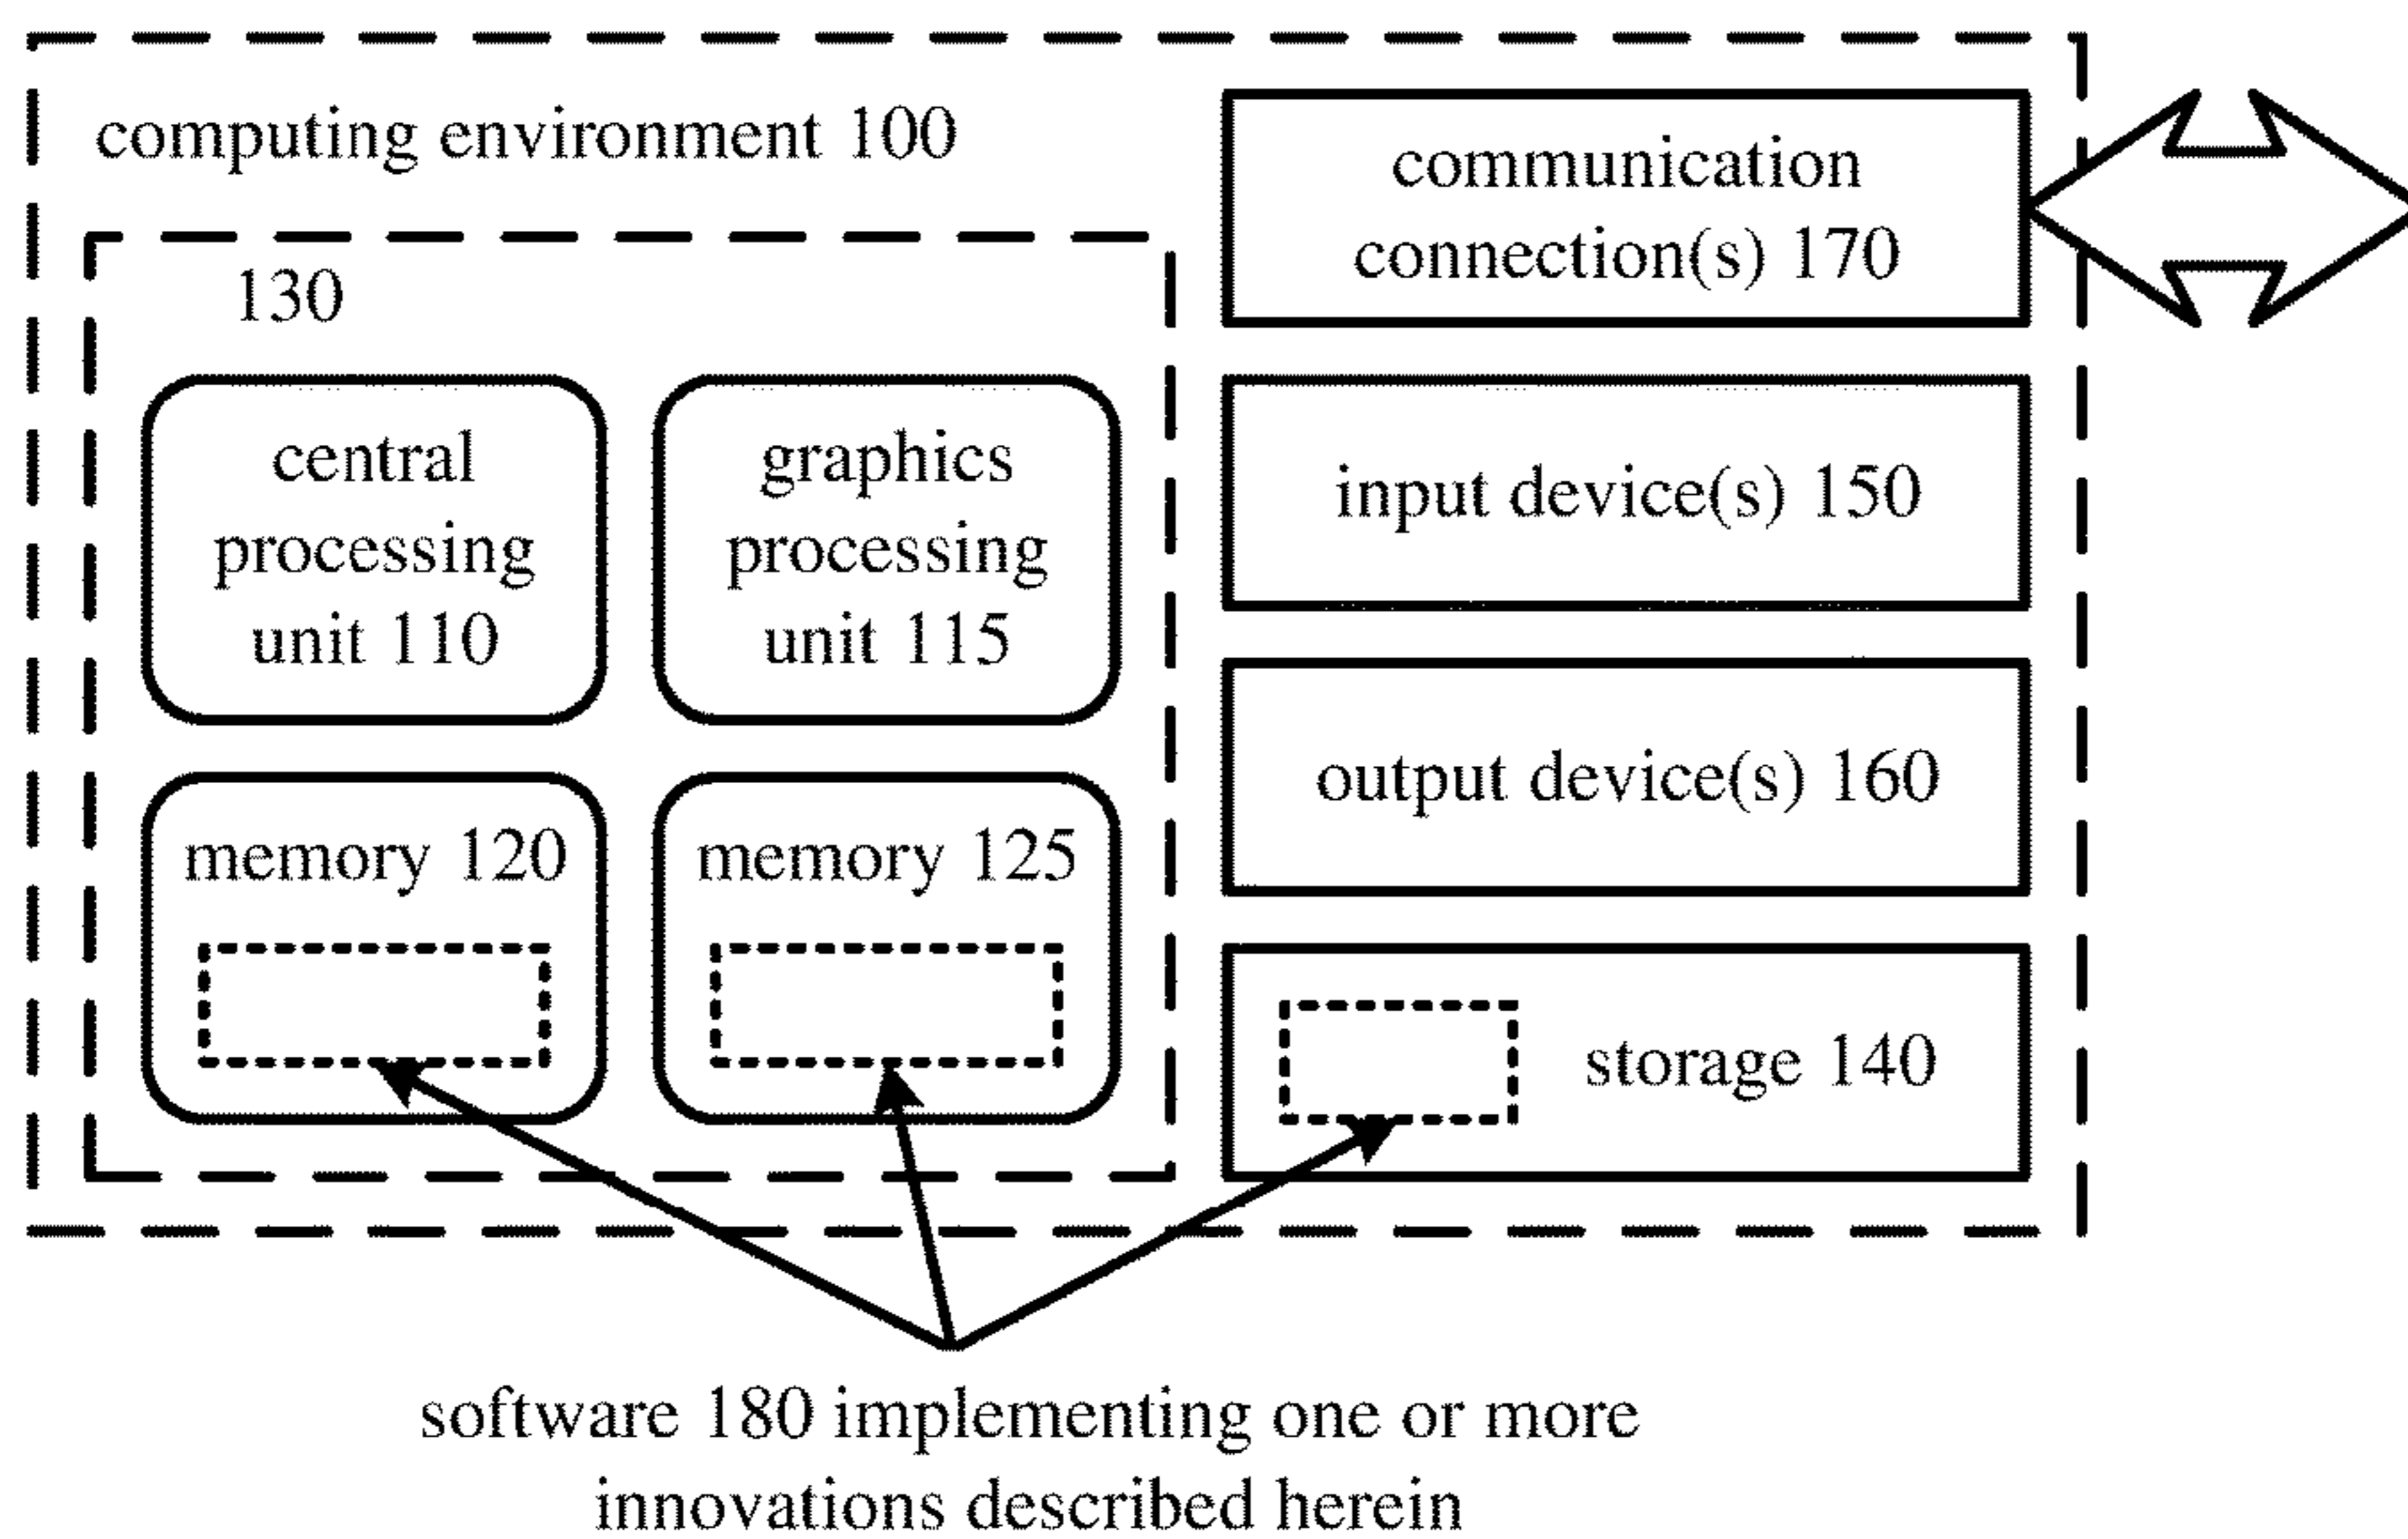 computing environment 100
130
central
processing
unit 110
graphics
processing
unit 115
memory 120
memory 125
communication
connection(s) 170
input device(s) 150
output device(s) 160
storage 140
software 180 implementing one or more
innovations described herein